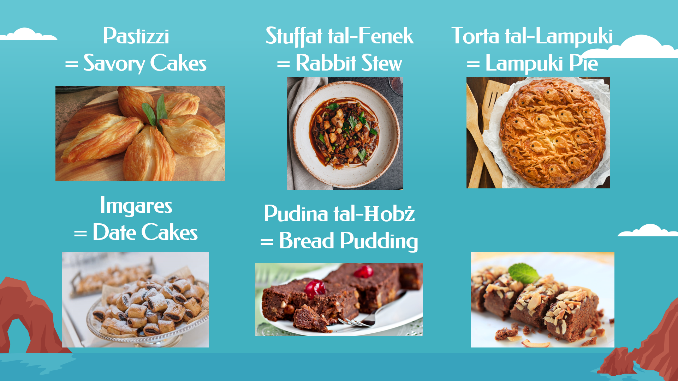 Pastizzi
= Savory Cakes
Stuffat tal-Fenek
= Rabbit Stew
Torta tal-Lampuki
= Lampuki Pie
Imgares
= Date Cakes
Pudina tal-Ħobż
= Bread Pudding